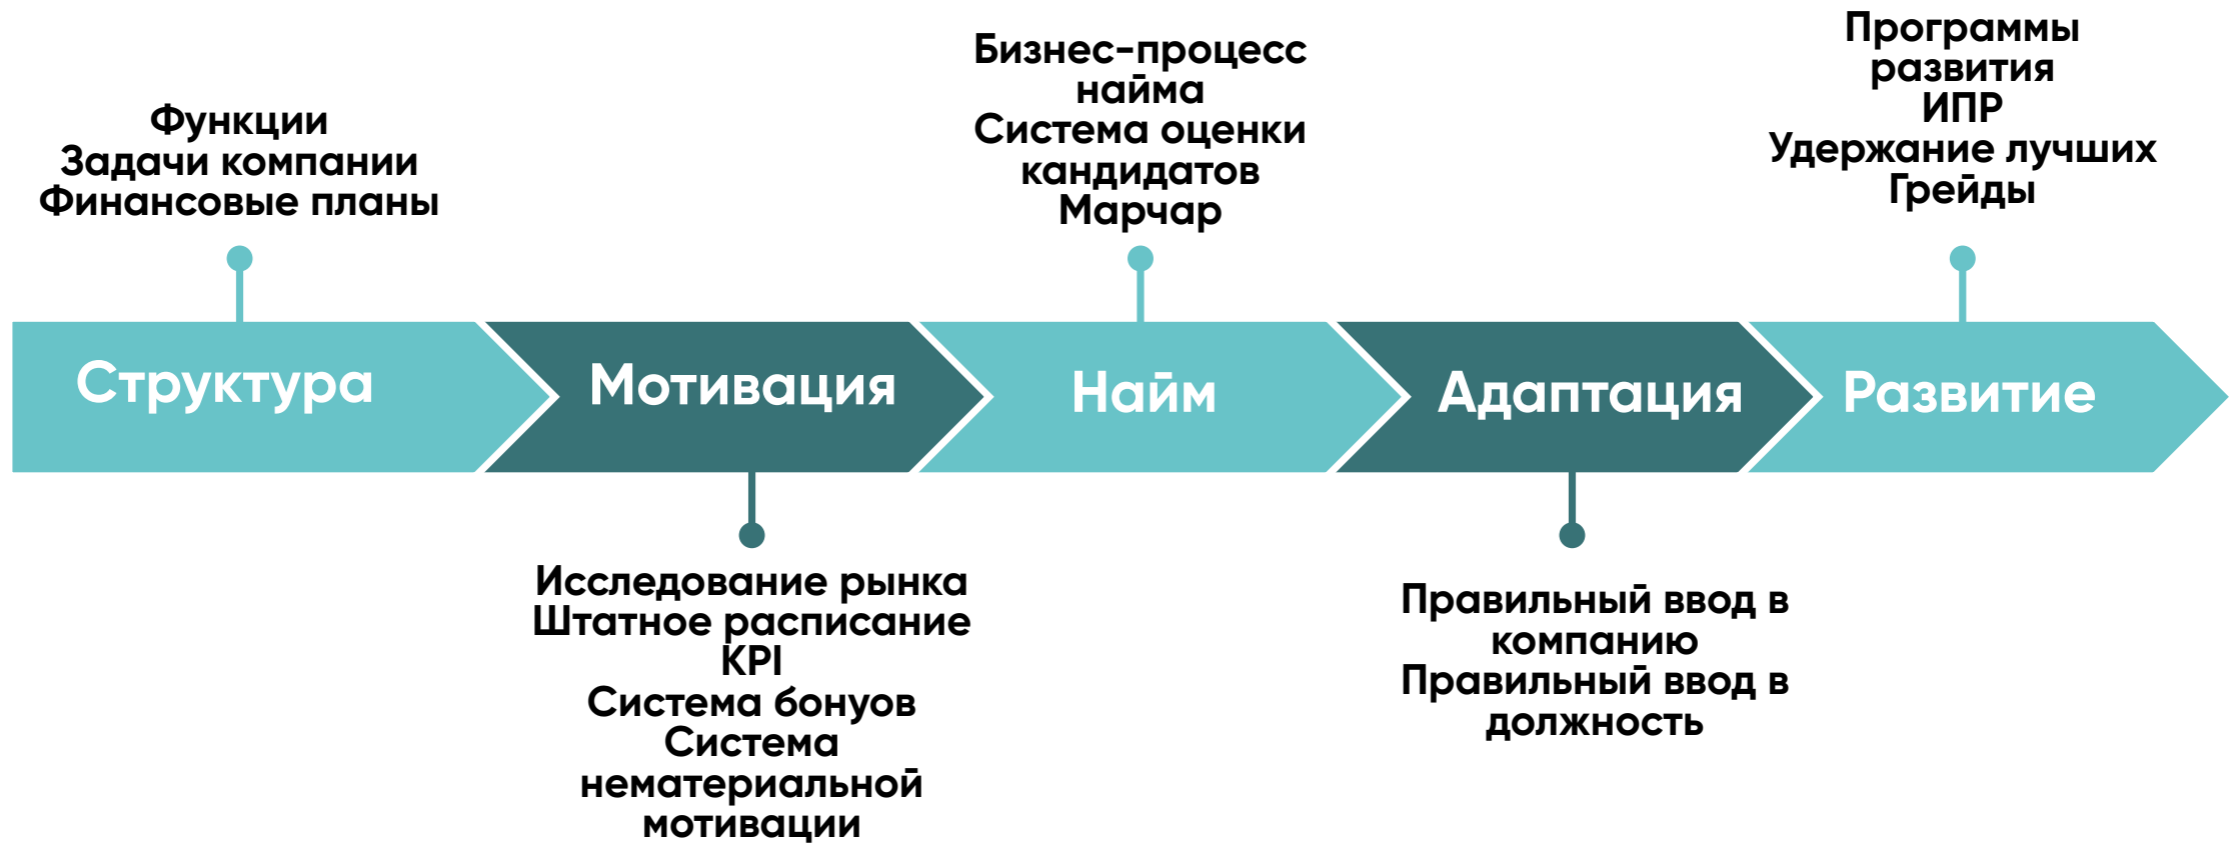 Функции
Задачи компании
Финансовые планы
Бизнес-процесс
найма
Система оценки
кандидатов
Марчар
Программы
развития
ИПР
Удержание лучших
Грейды
Структура
Мотивация
Найм
Адаптация
Развитие
Исследование рынка
Штатное расписание
KPI
Система бонуов
Система
нематериальной
мотивации
Правильный ввод в
компанию
Правильный ввод в
должность